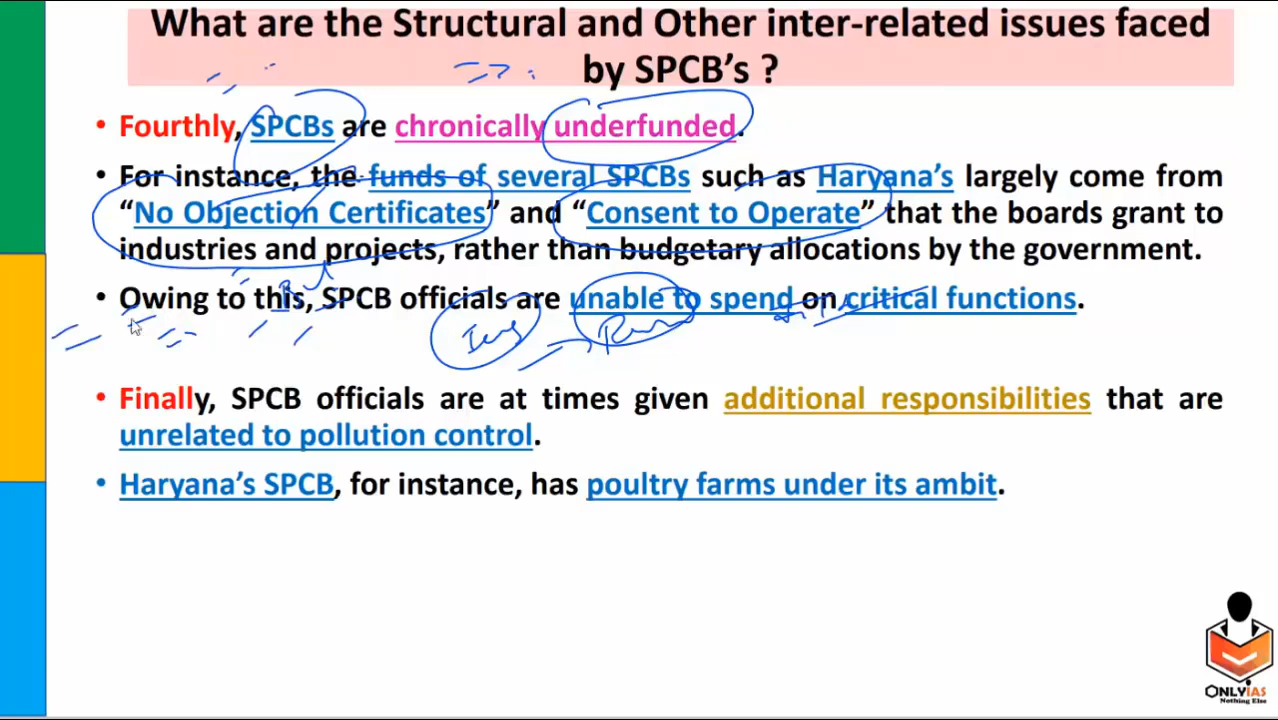 What are the Structural and Other inter-related issues faced
by SPCB's ?
• Fourthly, SPCBs are chronically underfunded.
• For instance, the funds of several SPCBs such as Haryana's largely come from
"No Objection Certificates" and "Consent to Operate" that the boards grant to
industries and projects, rather than budgetary allocations by the government.
• Owing to this, SPCB officials are unable to spend on critical functions.
• Finally, SPCB officials are at times given additional responsibilities that are
unrelated to pollution control.
• Haryana's SPCB, for instance, has poultry farms under its ambit.
ONLYIAS
Nothing Else